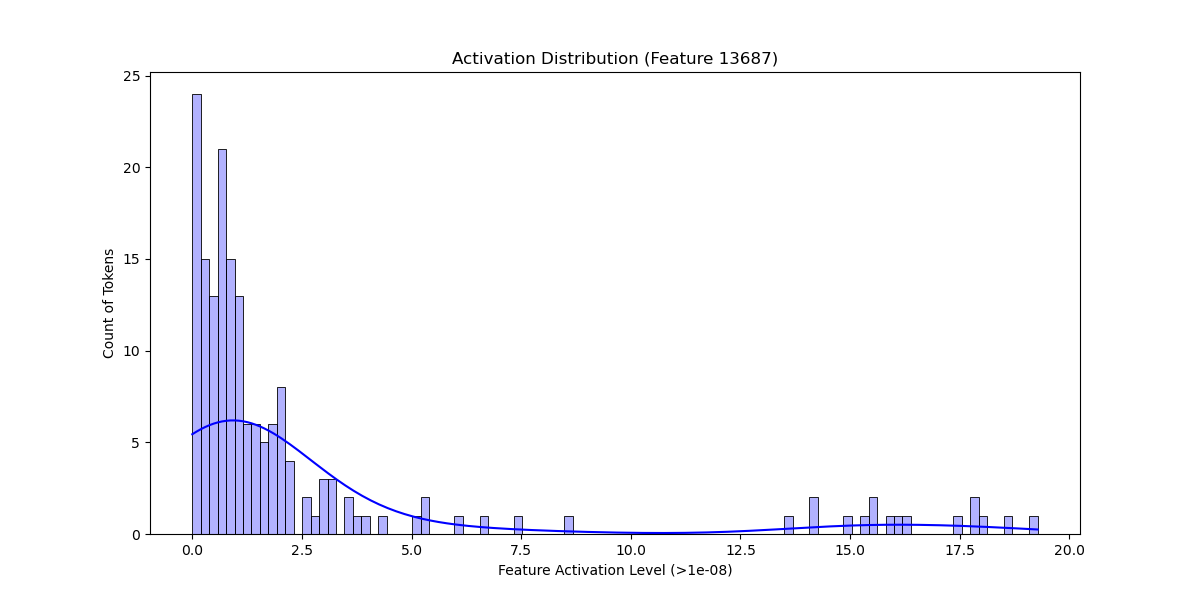 Activation Distribution (Feature 13687)
25
20
15
10
5
0
Count of Tokens
0.0 2.5 5.0 7.5 10.0 12.5 15.0 17.5 20.0
Feature Activation Level (>1e-08)